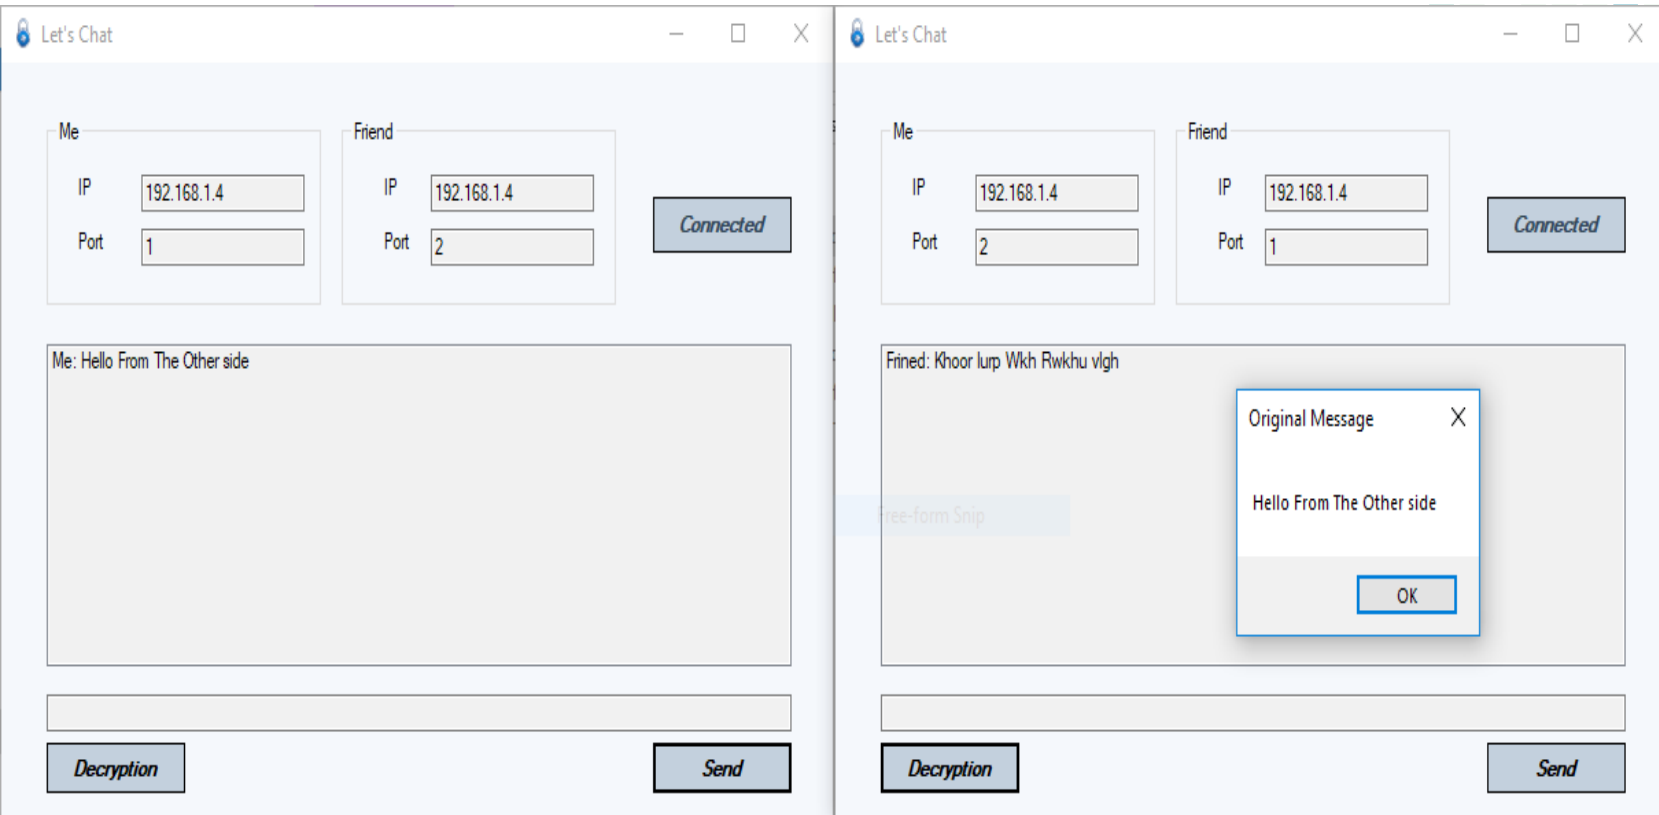 Let's Chat
Me
IP
192.168.1.4
Port
1
Friend
IP
192.168.1.4
Port
2
Connected
Me: Hello From The Other side
Decryption
Send
Let's Chat
Me
IP
192.168.1.4
Port
2
Friend
IP
192.168.1.4
Port
1
Connected
Frined: Khoor Iurp Wkh Rwkhu vlgh
Original Message
Hello From The Other side
OK
Free-form Snip
Decryption
Send